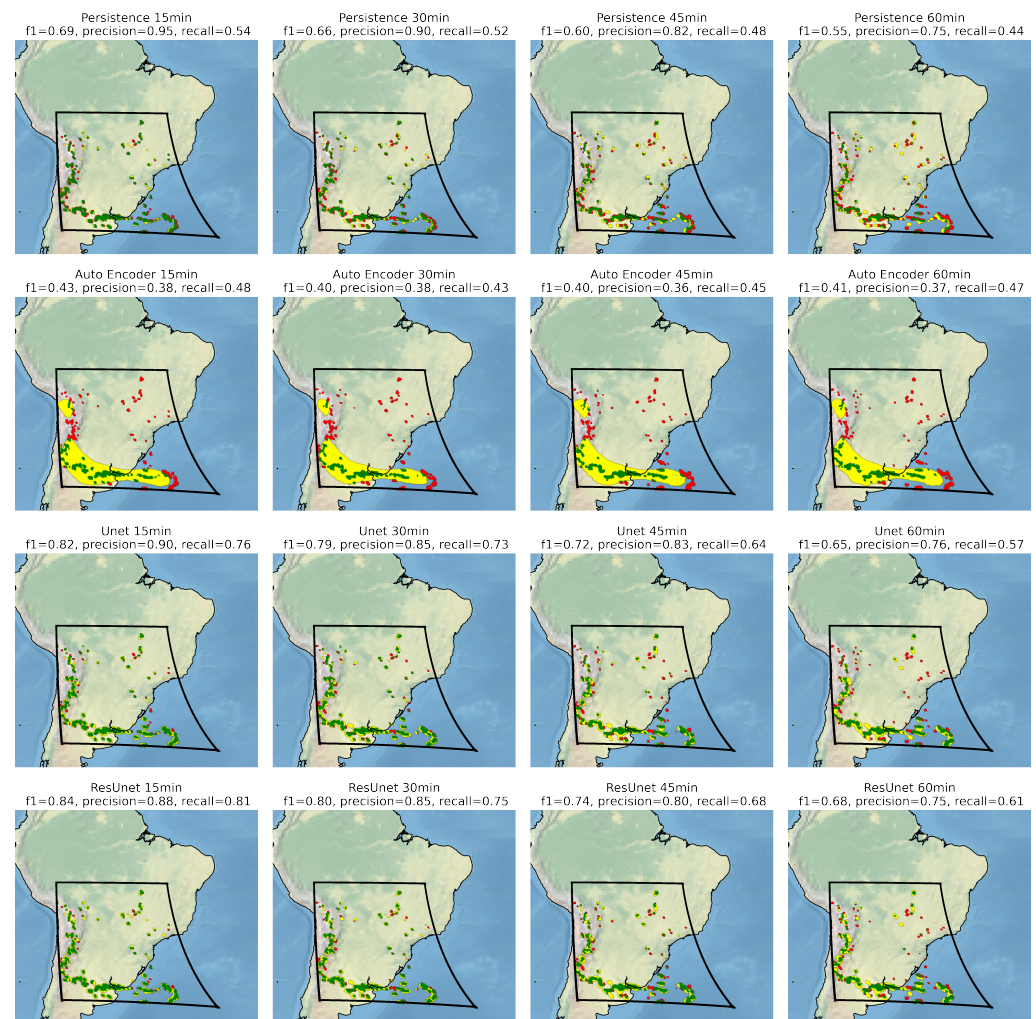 Persistence 15min
f1=0.69, precision=0.95, recall=0.54
Persistence 30min
f1=0.66, precision=0.90, recall=0.52
Persistence 45min
f1=0.60, precision=0.82, recall=0.48
Persistence 60min
f1=0.55, precision=0.75, recall=0.44
Auto Encoder 15min
f1=0.43, precision=0.38, recall=0.48
Auto Encoder 30min
f1=0.40, precision=0.38, recall=0.43
Auto Encoder 45min
f1=0.40, precision=0.36, recall=0.45
Auto Encoder 60min
f1=0.41, precision=0.37, recall=0.47
Unet 15min
f1=0.82, precision=0.90, recall=0.76
Unet 30min
f1=0.79, precision=0.85, recall=0.73
Unet 45min
f1=0.72, precision=0.83, recall=0.64
Unet 60min
f1=0.65, precision=0.76, recall=0.57
ResUnet 15min
f1=0.84, precision=0.88, recall=0.81
ResUnet 30min
f1=0.80, precision=0.85, recall=0.75
ResUnet 45min
f1=0.74, precision=0.80, recall=0.68
ResUnet 60min
f1=0.68, precision=0.75, recall=0.61